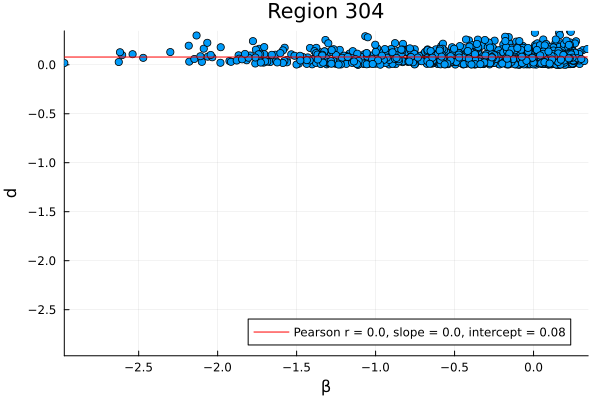 Region 304
0.0
−0.5
−1.0
−1.5
−2.0
−2.5
d
Pearson r = 0.0, slope = 0.0, intercept = 0.08
−2.5 −2.0 −1.5 −1.0 −0.5 0.0
β